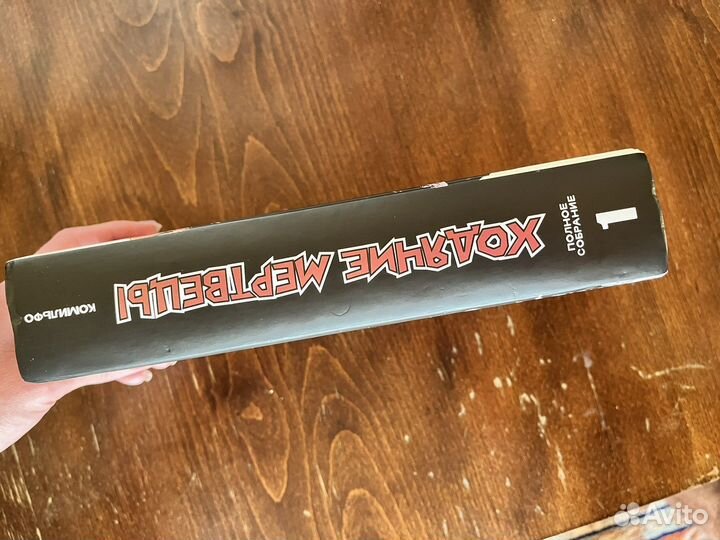 1
ПОЛНОЕ
СОБРАНИЕ
ХОДЯЧИЕ МЕРТВЕЦЫ
КОМИЛЬФО
Avito